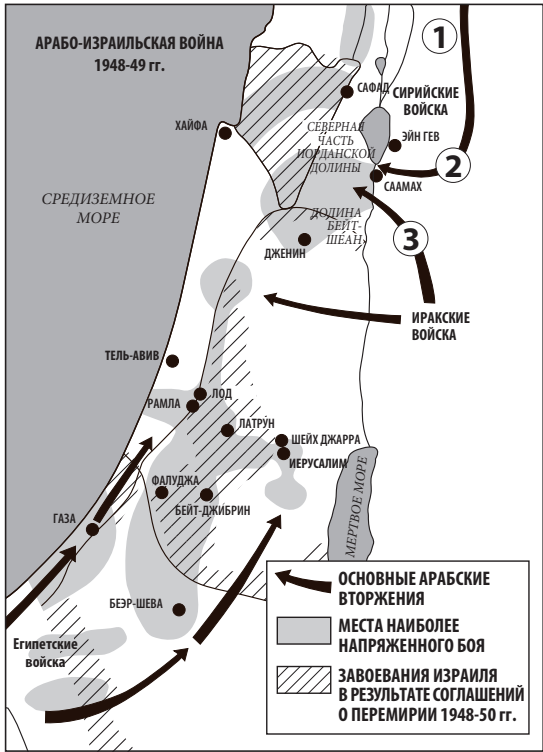 АРАБО-ИЗРАИЛЬСКАЯ ВОЙНА
1948-49 гг.
1
САФАД
СИРИЙСКИЕ
ВОЙСКА
ХАЙФА
СЕВЕРНАЯ
ЧАСТЬ
ИОРДАНСКОЙ
ДОЛИНЫ
ЭЙН ГЕВ
2
СААМАХ
СРЕДИЗЕМНОЕ
МОРЕ
ДОЛИНА
БЕЙТ-
ШЕАН
3
ДЖЕНИН
ИРАКСКИЕ
ВОЙСКА
ТЕЛЬ-АВИВ
ЛОД
РАМЛА
ЛАТРУН
ШЕЙХ ДЖАРРА
ИЕРУСАЛИМ
ФАЛУДЖА
БЕЙТ-ДЖИБРИН
ГАЗА
МЕРТВОЕ МОРЕ
БЕЭР-ШЕВА
Египетские
войска
ОСНОВНЫЕ АРАБСКИЕ
ВТОРЖЕНИЯ
МЕСТА НАИБОЛЕЕ
НАПРЯЖЕННОГО БОЯ
ЗАВОЕВАНИЯ ИЗРАИЛЯ
В РЕЗУЛЬТАТЕ СОГЛАШЕНИЙ
О ПЕРЕМИРИИ 1948-50 гг.